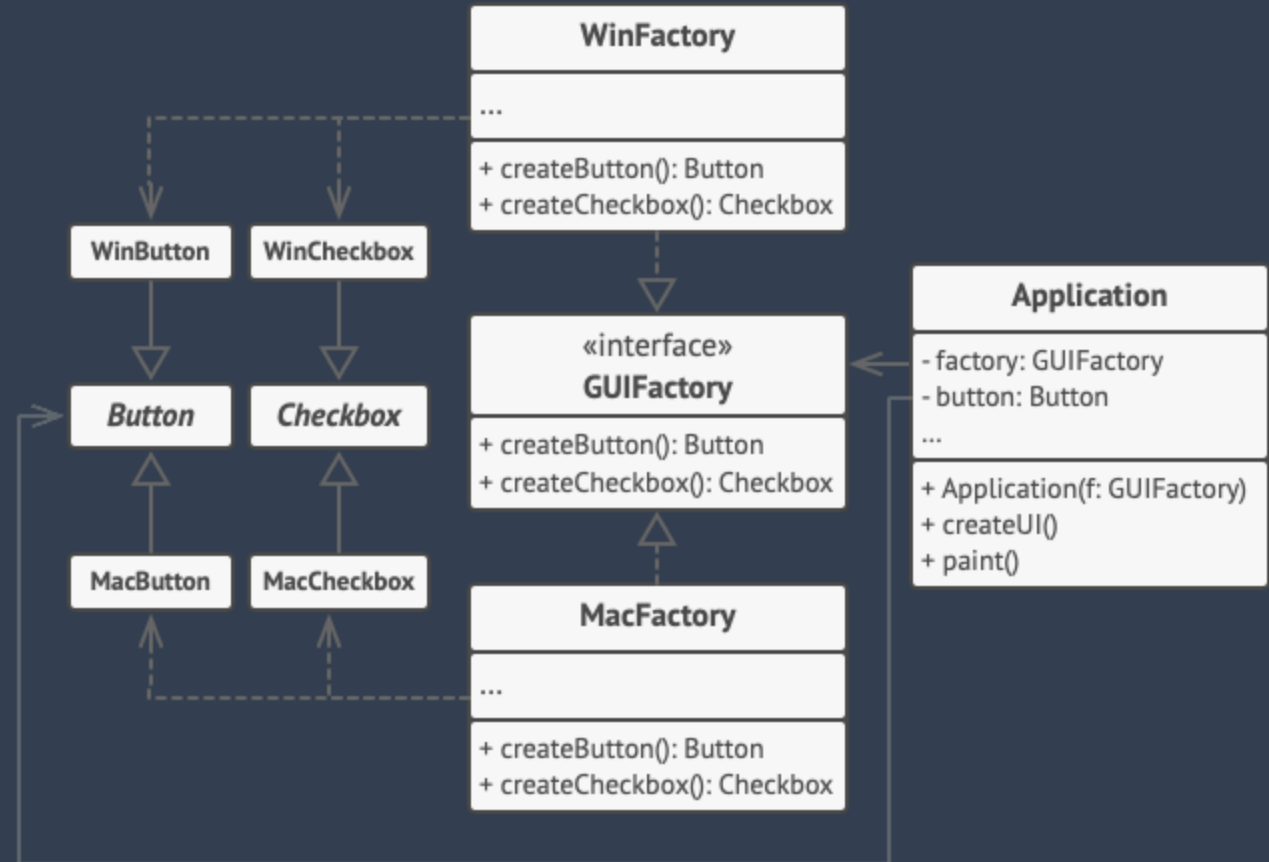 WinFactory
...
+ createButton(): Button
+ createCheckbox(): Checkbox
WinButton
WinCheckbox
Button
Checkbox
MacButton
MacCheckbox
«interface»
GUIFactory
+ createButton(): Button
+ createCheckbox(): Checkbox
MacFactory
...
+ createButton(): Button
+ createCheckbox(): Checkbox
Application
- factory: GUIFactory
- button: Button
...
+ Application(f: GUIFactory)
+ createUI()
+ paint()